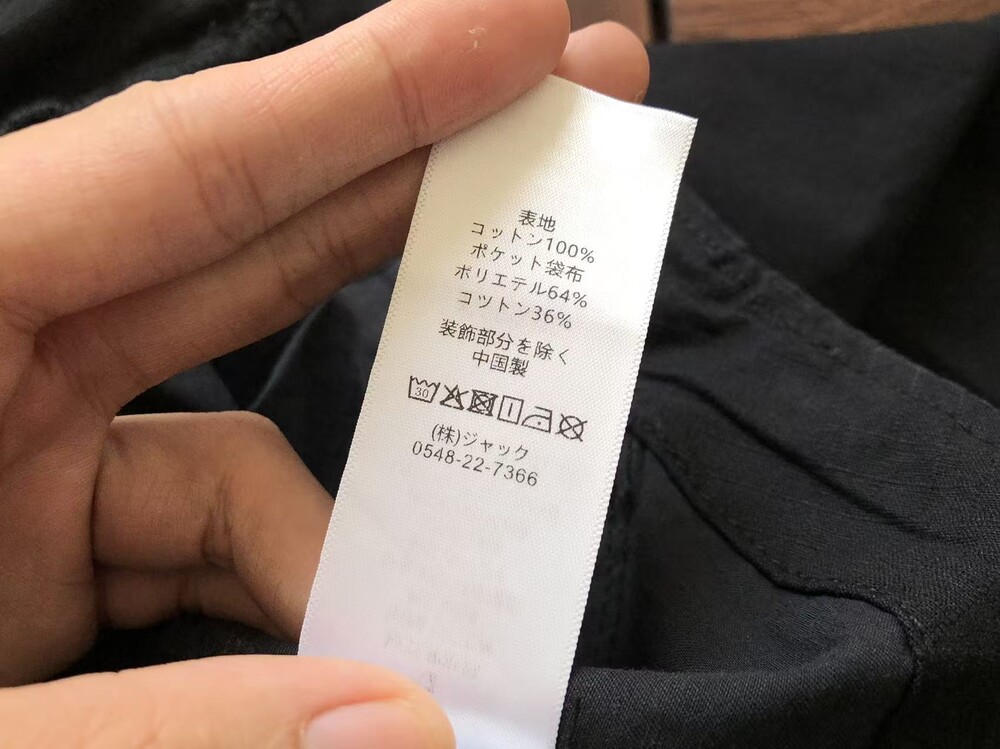 表地
コットン100%
ポケット袋布
ポリエテル64%
コツトン36%
装飾部分を除く
中国製
30
(株)ジャック
0548-22-7366